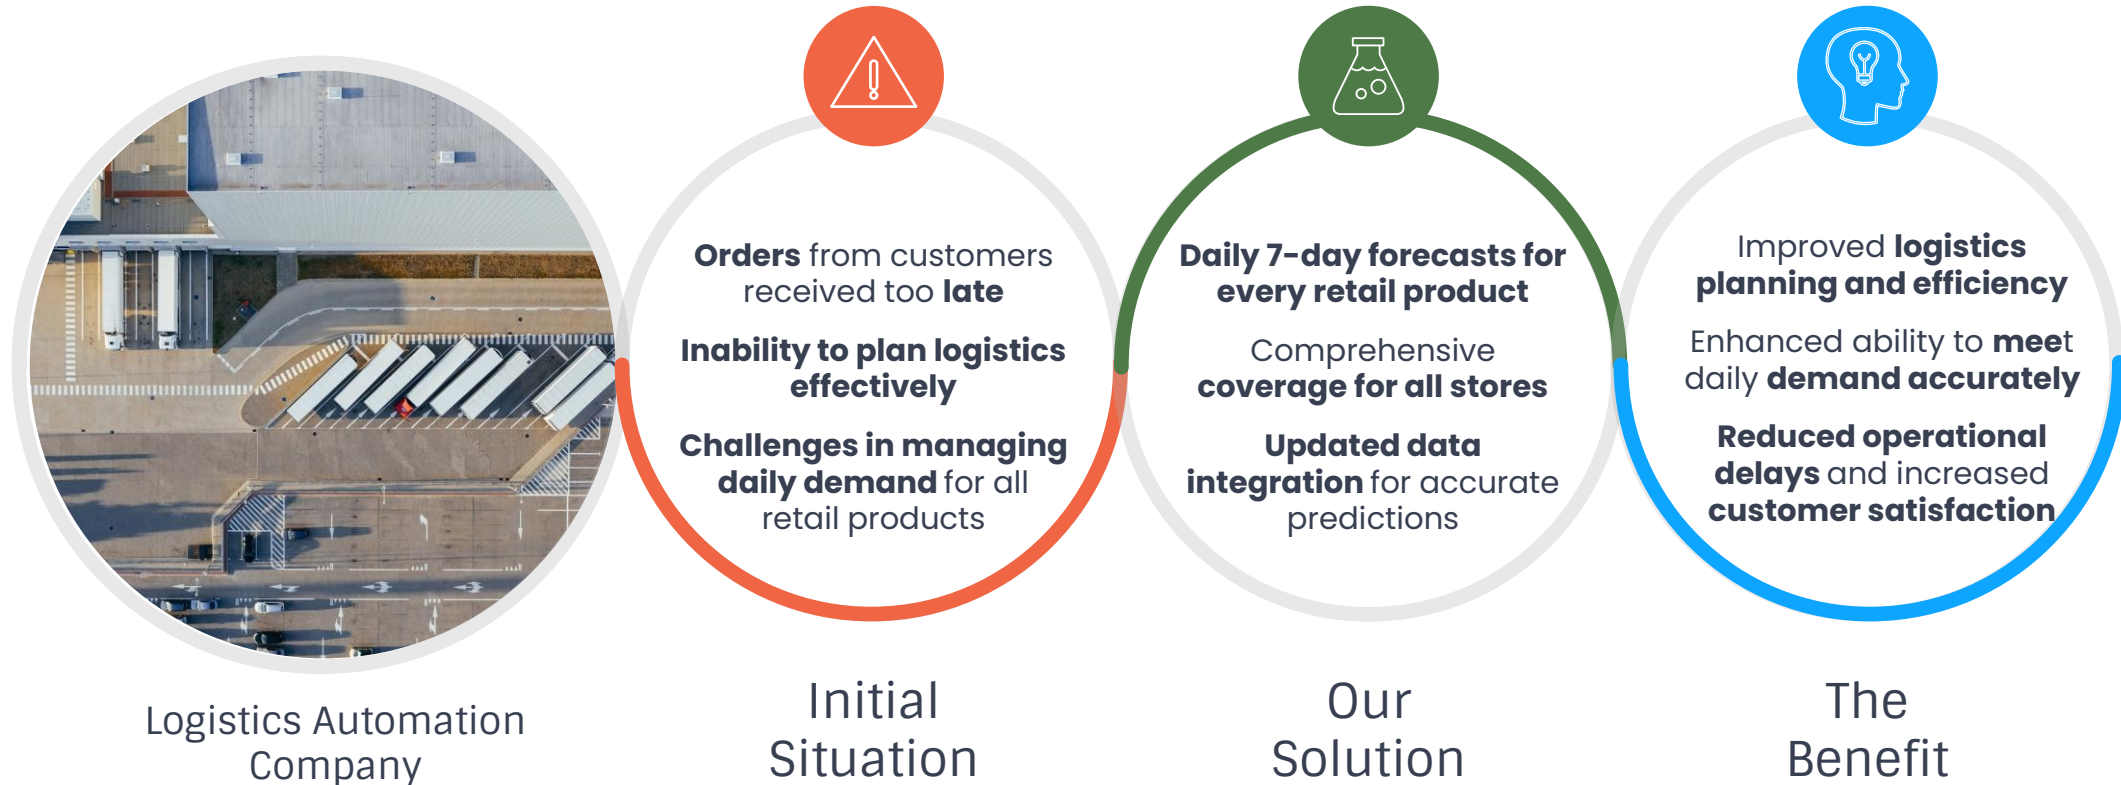 Logistics Automation
Company
Orders from customers
received too late
Inability to plan logistics
effectively
Challenges in managing
daily demand for all
retail products
Initial
Situation
Daily 7-day forecasts for
every retail product
Comprehensive
coverage for all stores
Updated data
integration for accurate
predictions
Our
Solution
Improved logistics
planning and efficiency
Enhanced ability to meet
daily demand accurately
Reduced operational
delays and increased
customer satisfaction
The
Benefit